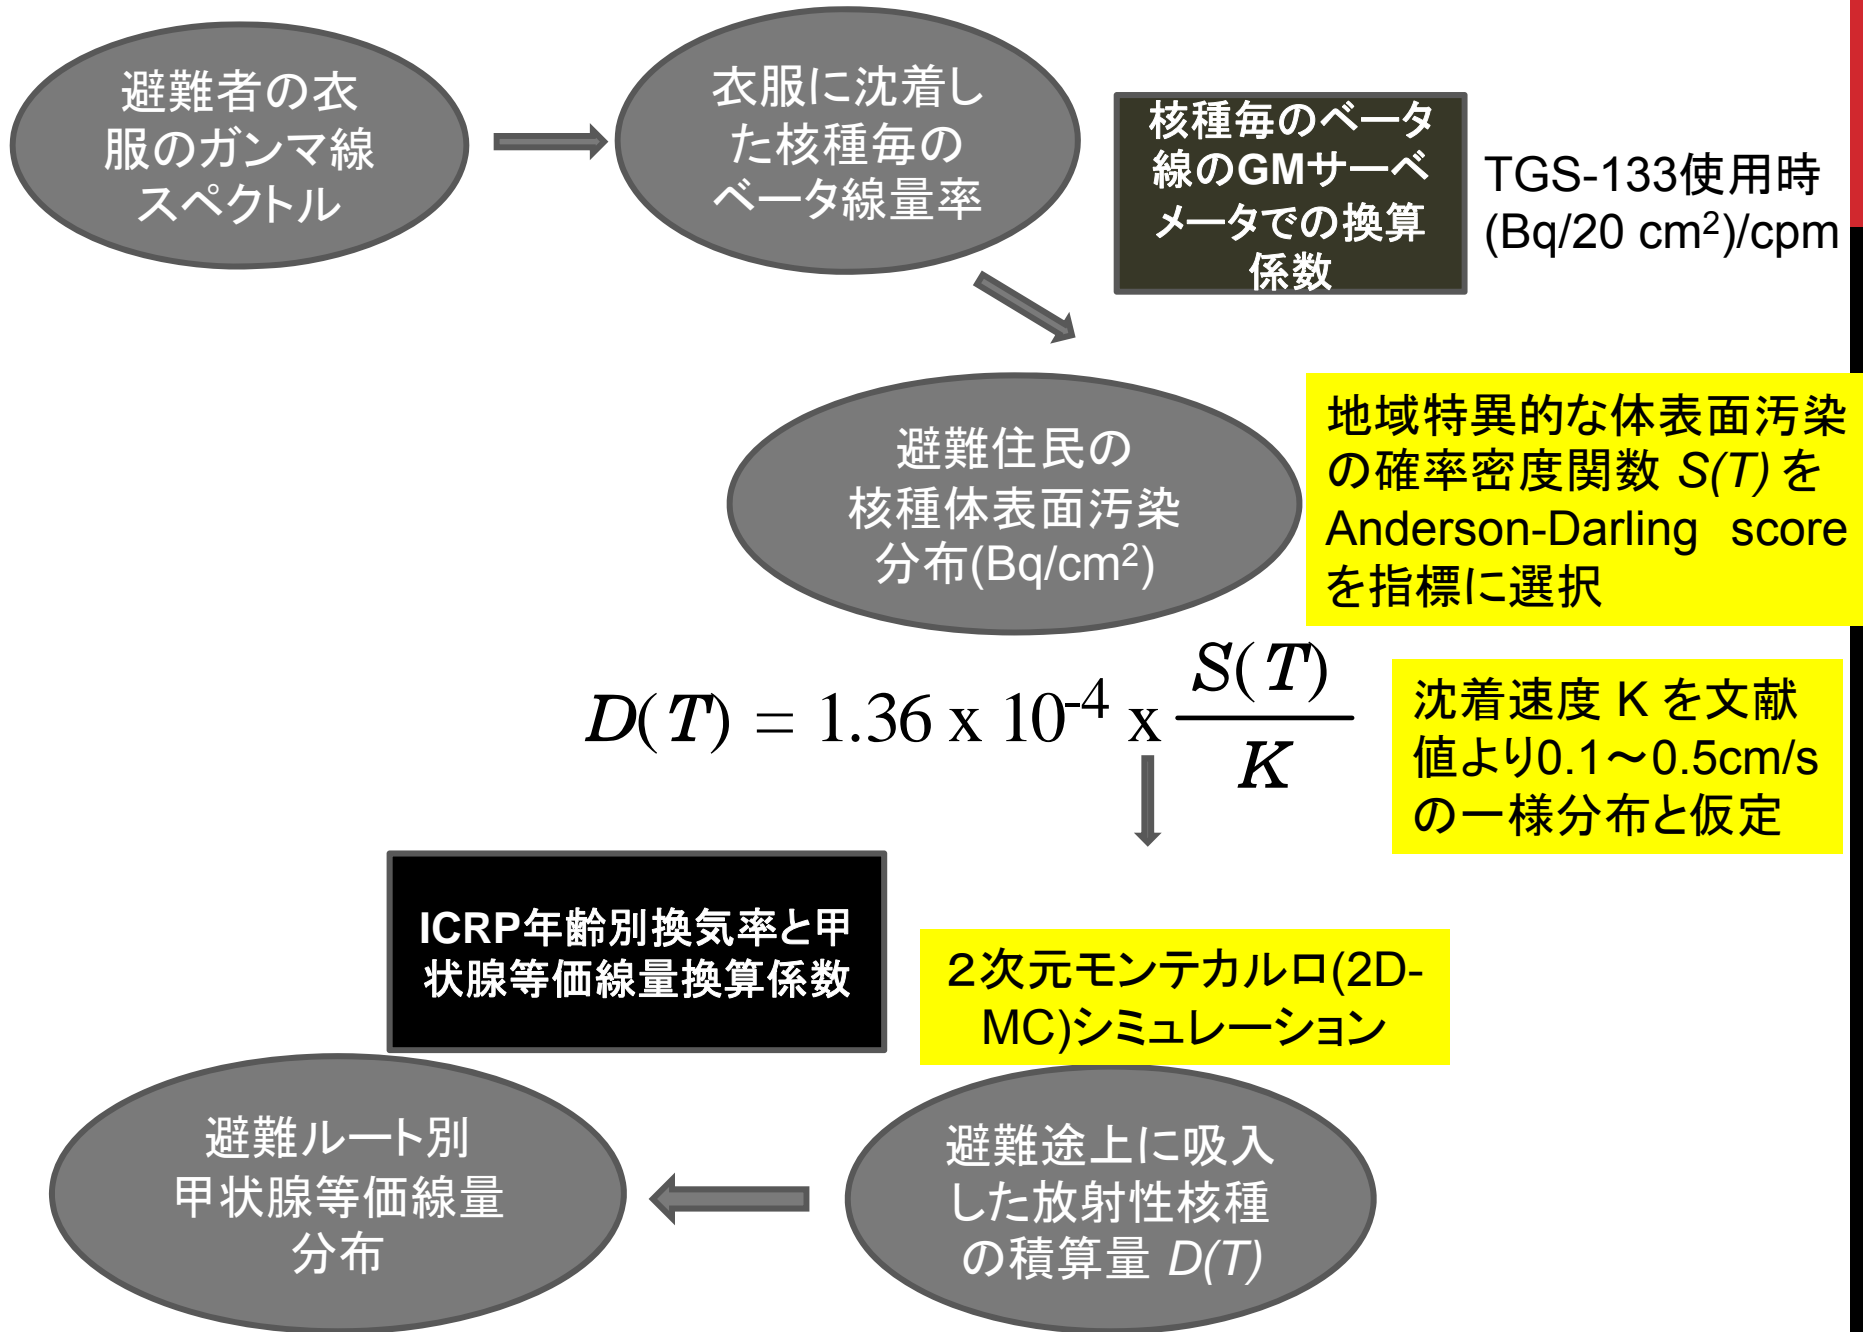 避難者の衣
服のガンマ線
スペクトル
衣服に沈着し
た核種毎の
ベータ線量率
核種毎のベータ
線のGMサーベ
メータでの換算
係数
TGS-133使用時
(Bq/20 cm²)/cpm
避難住民の
核種体表面汚染
分布(Bq/cm²)
地域特異的な体表面汚染
の確率密度関数 S(T) を
Anderson-Darling score
を指標に選択
D(T) = 1.36 x 10⁻⁴ x S(T) / K
沈着速度 K を文献
値より0.1～0.5cm/s
の一様分布と仮定
ICRP年齢別換気率と甲
状腺等価線量換算係数
２次元モンテカルロ(2D-
MC)シミュレーション
避難ルート別
甲状腺等価線量
分布
避難途上に吸入
した放射性核種
の積算量 D(T)